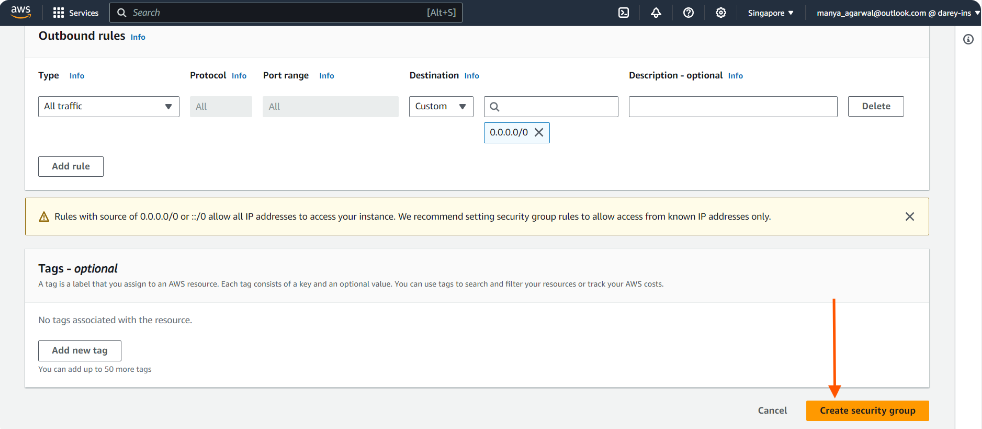 aws Services Search [Alt+S] Singapore manya_agarwal@outlook.com @ darey-ins
Outbound rules Info
Type Info Protocol Info Port range Info Destination Info Description - optional Info
All traffic All All Custom Delete
0.0.0.0/0
Add rule
Rules with source of 0.0.0.0/0 or ::/0 allow all IP addresses to access your instance. We recommend setting security group rules to allow access from known IP addresses only.
Tags - optional
A tag is a label that you assign to an AWS resource. Each tag consists of a key and an optional value. You can use tags to search and filter your resources or track your AWS costs.
No tags associated with the resource.
Add new tag
You can add up to 50 more tags
Cancel Create security group